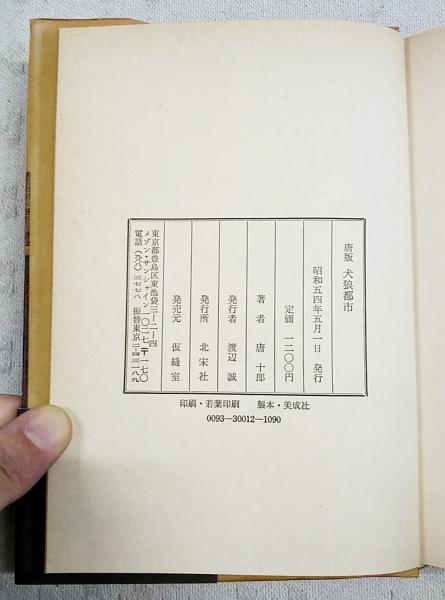 唐版 犬狼都市
昭和五四年五月一日 発行
定価 一二〇〇円
著者 唐十郎
発行者 渡辺誠
発行所 北宋社
発売元 仮縫室
東京都豊島区東池袋三ー二ー四
メゾン・サンシャイン一〇二七 〒一七〇
電話(九八八)三七七八 振替東京二ー四三一八九
印刷・若葉印刷 製本・美成社
0093―30012―1090